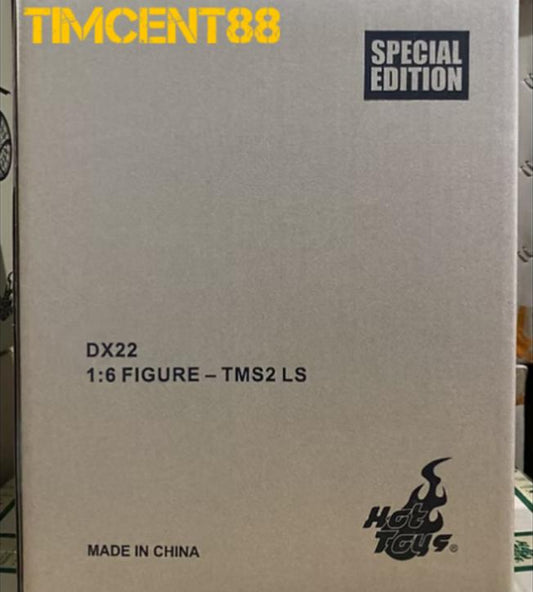 TIMCENT88
SPECIAL
EDITION
DX22
1:6 FIGURE – TMS2 LS
Hot
Toys®
MADE IN CHINA